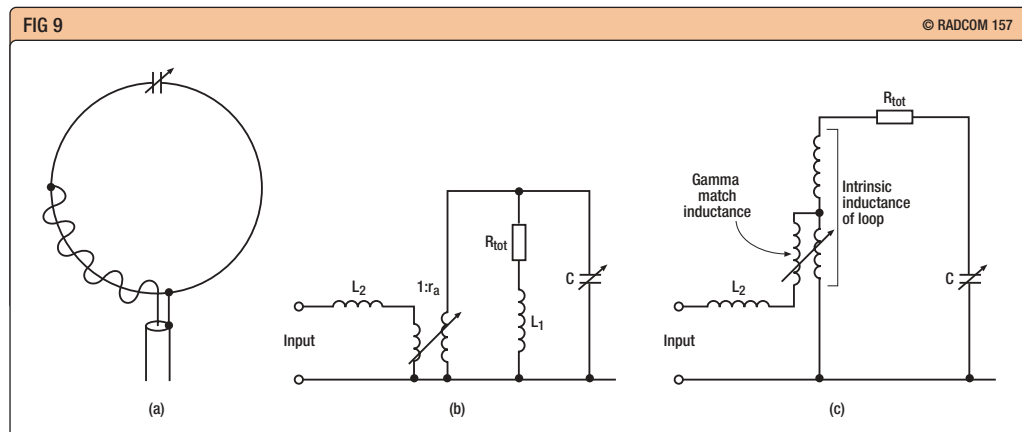 FIG 9
© RADCOM 157
(a)
L2
1:ra
Rtot
L1
C
Input
(b)
Rtot
Gamma
match
inductance
Intrinsic
inductance
of loop
L2
C
Input
(c)